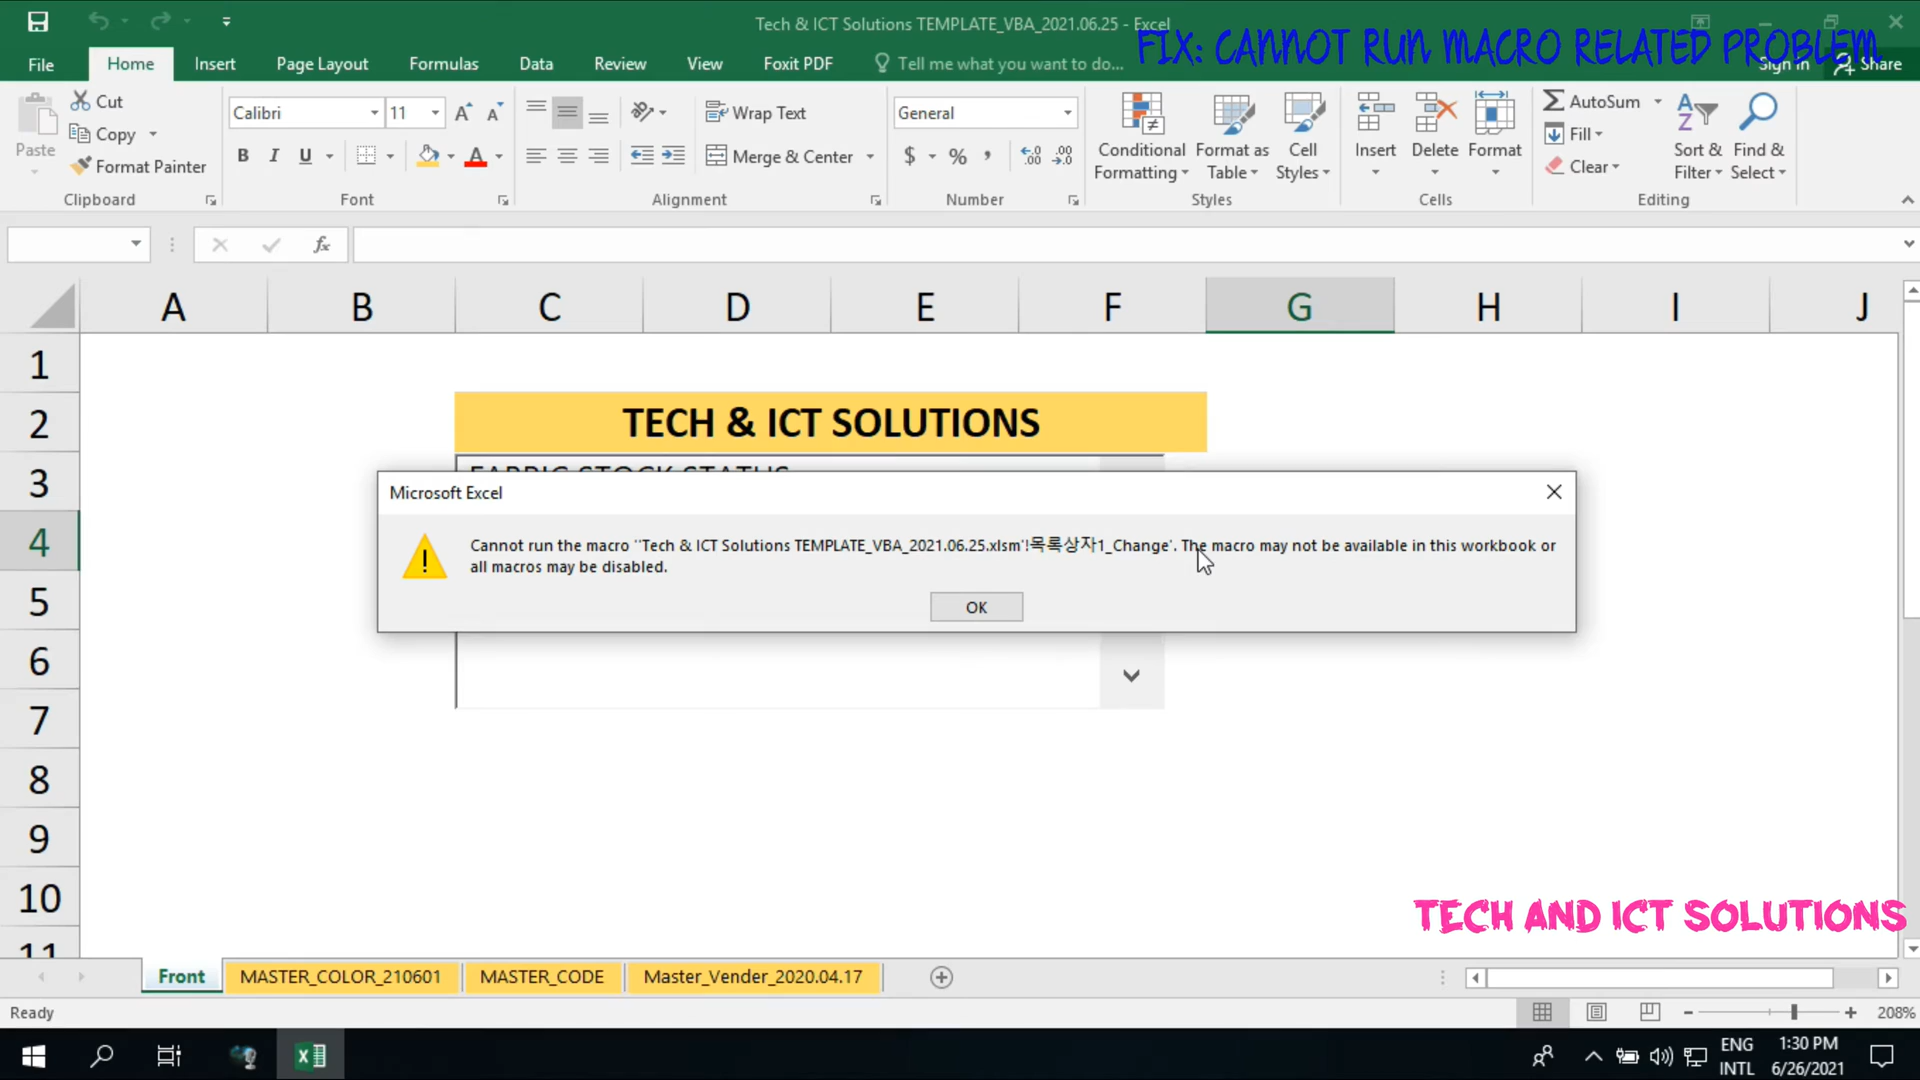 Tech & ICT Solutions TEMPLATE_VBA_2021.06.25 - Excel
FIX: CANNOT RUN MACRO RELATED PROBLEM
File Home Insert Page Layout Formulas Data Review View Foxit PDF Tell me what you want to do... Sign in Share
Paste
Cut
Copy
Format Painter
Clipboard
Calibri 11
B I U A
Font
Wrap Text
Merge & Center
Alignment
General
$ % ,
Number
Conditional Formatting
Format as Table
Cell Styles
Styles
Insert
Delete
Format
Cells
AutoSum
Fill
Clear
Sort & Filter
Find & Select
Editing
fx
A B C D E F G H I J
1
2 TECH & ICT SOLUTIONS
3 FABRIC STOCK STATUS
Microsoft Excel
Cannot run the macro "Tech & ICT Solutions TEMPLATE_VBA_2021.06.25.xlsm'!목록상자1_Change'. The macro may not be available in this workbook or
all macros may be disabled.
OK
4
5
6
7
8
9
10
11
TECH AND ICT SOLUTIONS
Front MASTER_COLOR_210601 MASTER_CODE Master_Vender_2020.04.17
Ready
208%
ENG
INTL
1:30 PM
6/26/2021